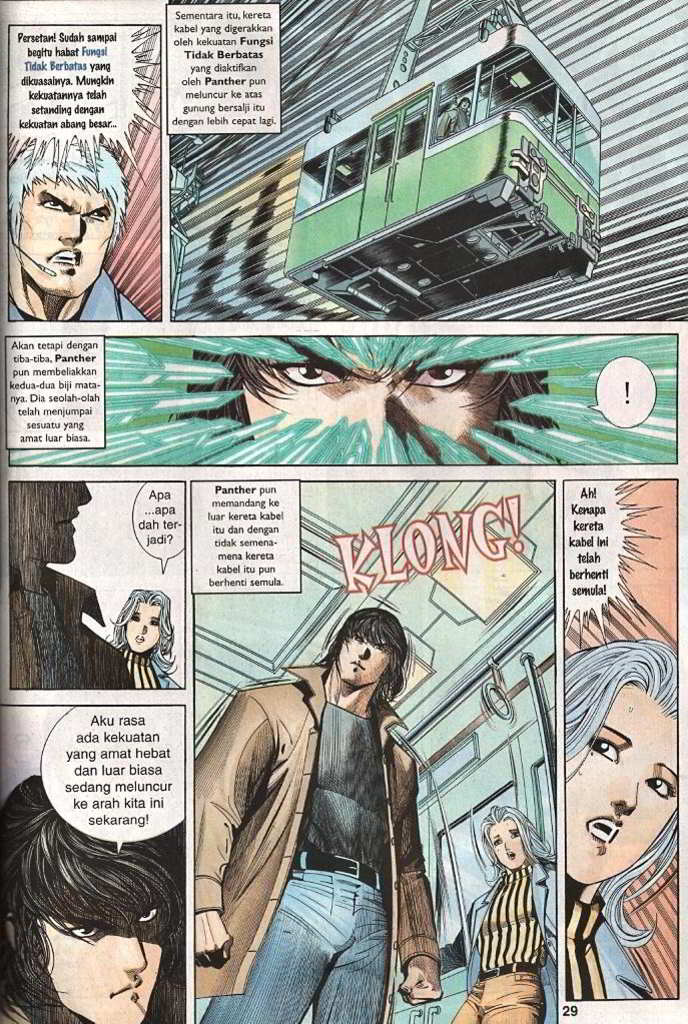 Persetan! Sudah sampai
begitu habat Fungsi
Tidak Berbatas yang
dikuasainya. Mungkin
kekuatannya telah
setanding dengan
kekuatan abang besar...
Sementara itu, kereta
kabel yang digerakkan
oleh kekuatan Fungsi
Tidak Berbatas
yang diaktifkan
oleh Panther pun
meluncur ke atas
gunung bersalji itu
dengan lebih cepat lagi.
Akan tetapi dengan
tiba-tiba, Panther
pun membeliakkan
kedua-dua biji mata-
nya. Dia seolah-olah
telah menjumpai
sesuatu yang
amat luar biasa.
!
Apa
...apa
dah ter-
jadi?
Aku rasa
ada kekuatan
yang amat hebat
dan luar biasa
sedang meluncur
ke arah kita ini
sekarang!
Panther pun
memandang ke
luar kereta kabel
itu dan dengan
tidak semena-
mena kereta
kabel itu pun
berhenti semula.
KLONG!
Ah!
Kenapa
kereta
kabel ini
telah
berhenti
semula!
29